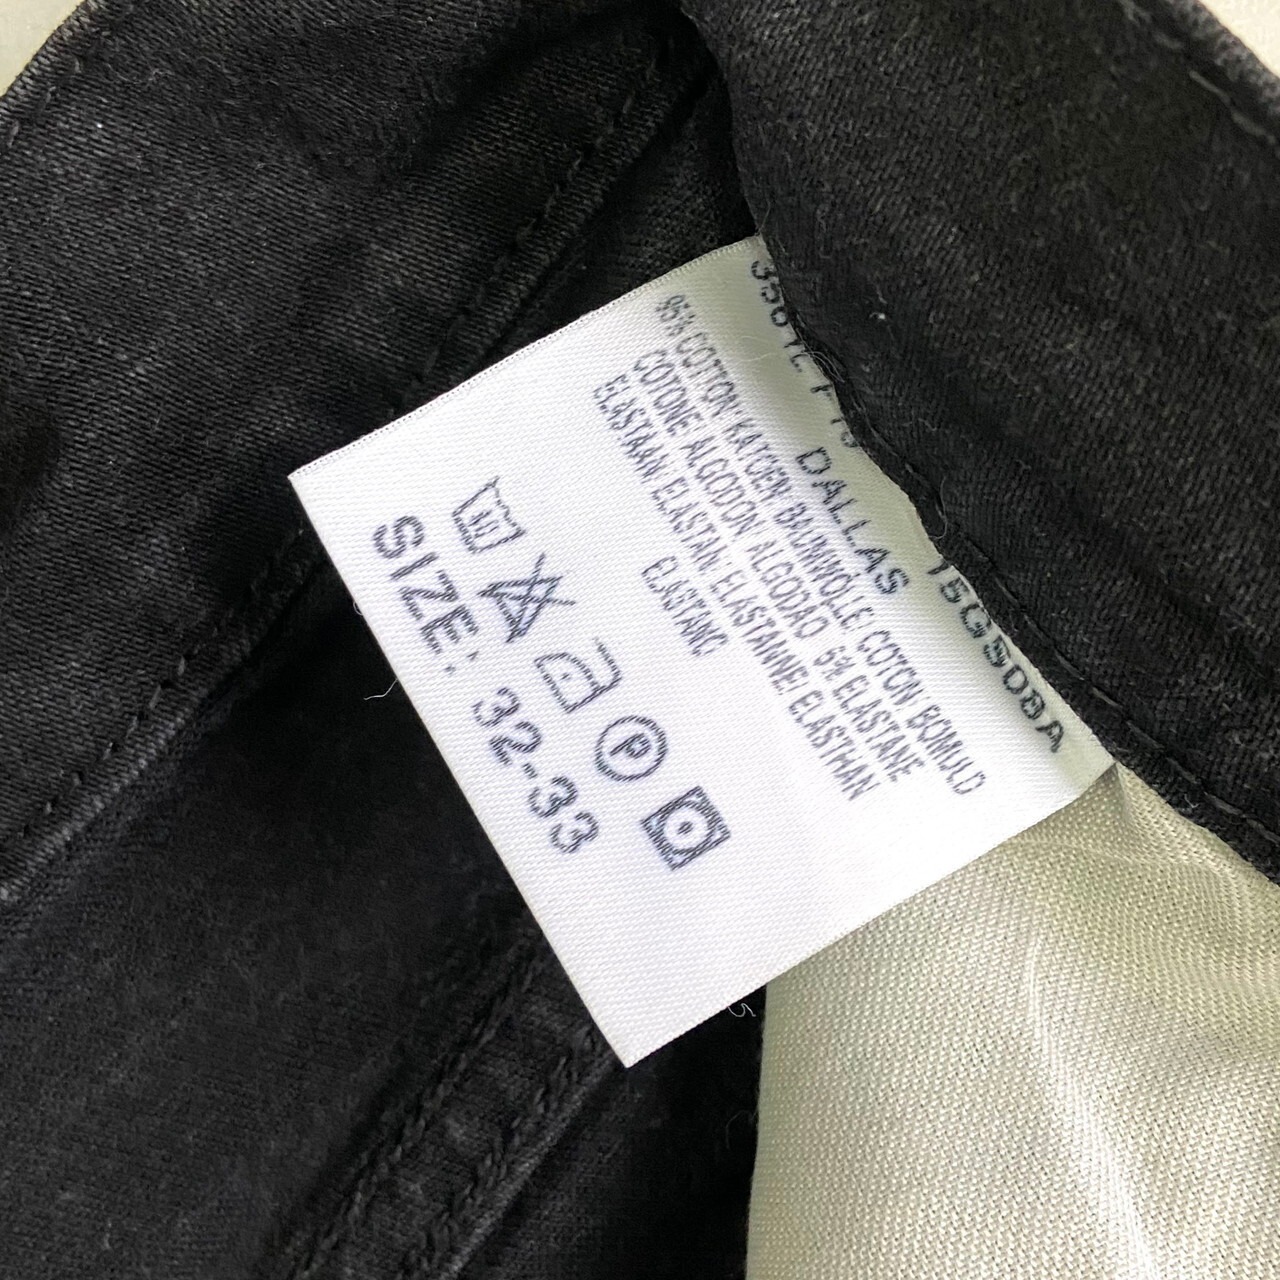 DALLAS
95% COTTON KATOEN BAUMWOLLE COTON BOMULD
COTONE ALGODON ALGODAO 5% ELASTANE
ELASTAAN ELASTAN ELASTANNE ELASTHAN
ELASTANO
P
SIZE: 32-33